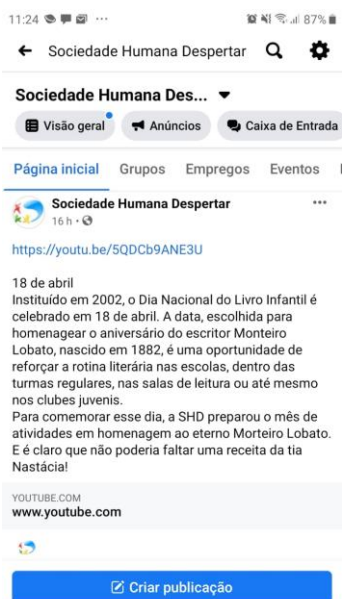 11:24 87%
Sociedade Humana Despertar
Sociedade Humana Des...
Visão geral Anúncios Caixa de Entrada
Página inicial Grupos Empregos Eventos
Sociedade Humana Despertar
16 h
https://youtu.be/5QDCb9ANE3U
18 de abril
Instituído em 2002, o Dia Nacional do Livro Infantil é
celebrado em 18 de abril. A data, escolhida para
homenagear o aniversário do escritor Monteiro
Lobato, nascido em 1882, é uma oportunidade de
reforçar a rotina literária nas escolas, dentro das
turmas regulares, nas salas de leitura ou até mesmo
nos clubes juvenis.
Para comemorar esse dia, a SHD preparou o mês de
atividades em homenagem ao eterno Morteiro Lobato.
E é claro que não poderia faltar uma receita da tia
Nastácia!
YOUTUBE.COM
www.youtube.com
Criar publicação